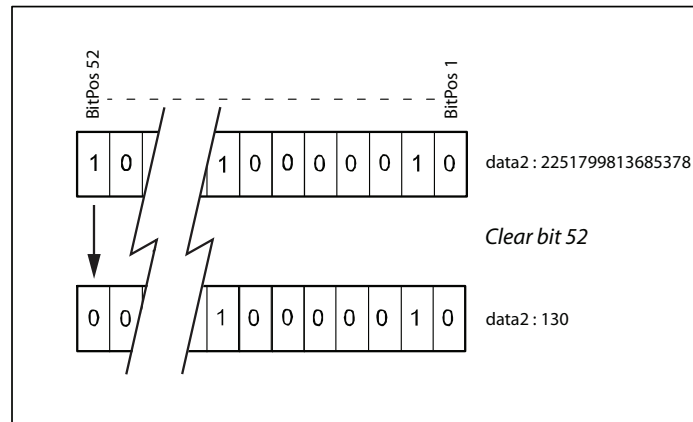 BitPos 52
BitPos 1
1 0 1 0 0 0 0 0 1 0
data2 : 2251799813685378
Clear bit 52
0 0 1 0 0 0 0 0 1 0
data2 : 130